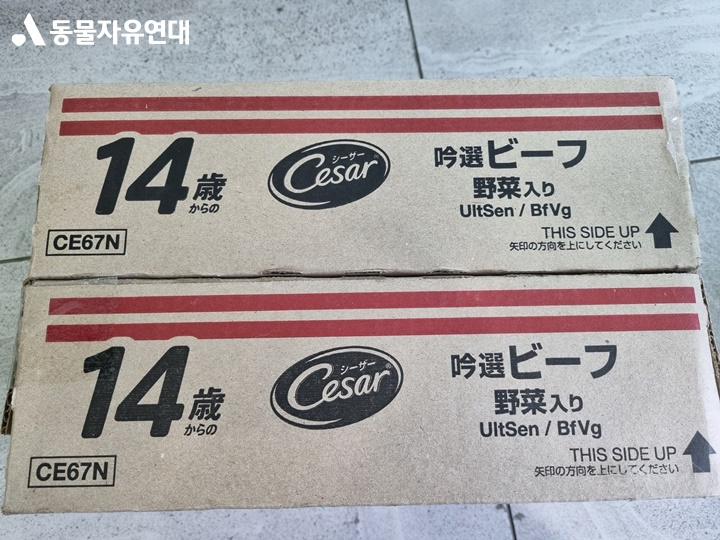 동물자유연대
14歳
からの
シーザー
Cesar®
吟選ビーフ
野菜入り
UltSen / BfVg
CE67N
THIS SIDE UP
矢印の方向を上にしてください
14歳
からの
シーザー
Cesar®
吟選ビーフ
野菜入り
UltSen / BfVg
CE67N
THIS SIDE UP
矢印の方向を上にしてください